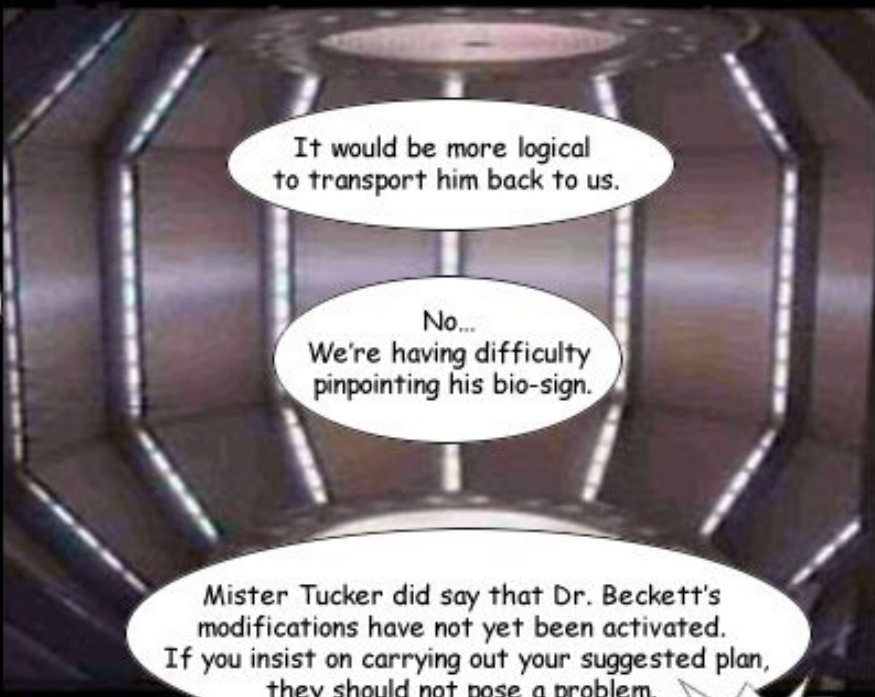 It would be more logical
to transport him back to us.
No...
We're having difficulty
pinpointing his bio-sign.
Mister Tucker did say that Dr. Beckett's
modifications have not yet been activated.
If you insist on carrying out your suggested plan,
they should not pose a problem.